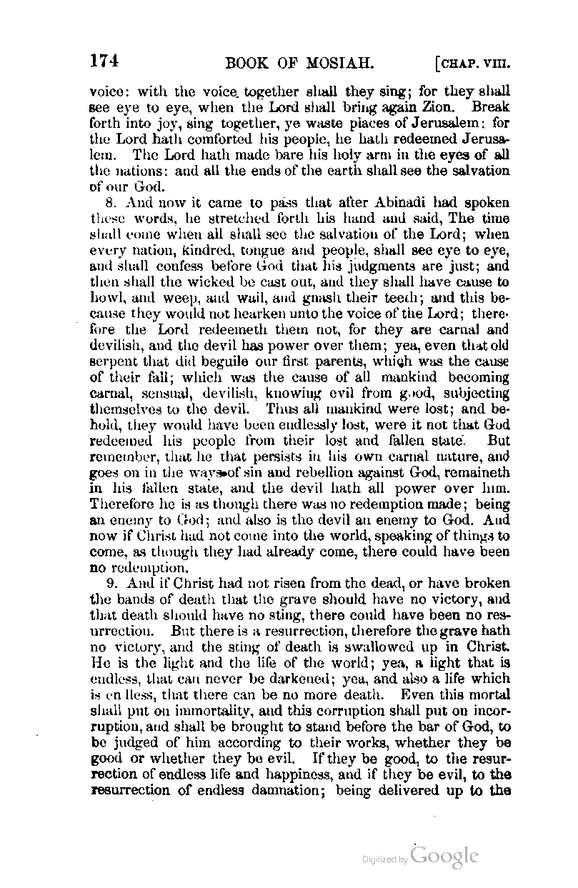 174 BOOK OF MOSIAH. [CHAP. VIII.
voice: with the voice together shall they sing; for they shall
see eye to eye, when the Lord shall bring again Zion. Break
forth into joy, sing together, ye waste places of Jerusalem: for
the Lord hath comforted his people, he hath redeemed Jerusa-
lem. The Lord hath made bare his holy arm in the eyes of all
the nations: and all the ends of the earth shall see the salvation
of our God.
8. And now it came to pass that after Abinadi had spoken
these words, he stretched forth his hand and said, The time
shall come when all shall see the salvation of the Lord; when
every nation, kindred, tongue and people, shall see eye to eye,
and shall confess before God that his judgments are just; and
then shall the wicked be cast out, and they shall have cause to
howl, and weep, and wail, and gnash their teeth; and this be-
cause they would not hearken unto the voice of the Lord; there-
fore the Lord redeemeth them not, for they are carnal and
devilish, and the devil has power over them; yea, even that old
serpent that did beguile our first parents, which was the cause
of their fall; which was the cause of all mankind becoming
carnal, sensual, devilish, knowing evil from good, subjecting
themselves to the devil. Thus all mankind were lost; and be-
hold, they would have been endlessly lost, were it not that God
redeemed his people from their lost and fallen state. But
remember, that he that persists in his own carnal nature, and
goes on in the ways of sin and rebellion against God, remaineth
in his fallen state, and the devil hath all power over him.
Therefore he is as though there was no redemption made; being
an enemy to God; and also is the devil an enemy to God. And
now if Christ had not come into the world, speaking of things to
come, as though they had already come, there could have been
no redemption.
9. And if Christ had not risen from the dead, or have broken
the bands of death that the grave should have no victory, and
that death should have no sting, there could have been no res-
urrection. But there is a resurrection, therefore the grave hath
no victory, and the sting of death is swallowed up in Christ.
He is the light and the life of the world; yea, a light that is
endless, that can never be darkened; yea, and also a life which
is endless, that there can be no more death. Even this mortal
shall put on immortality, and this corruption shall put on incor-
ruption, and shall be brought to stand before the bar of God, to
be judged of him according to their works, whether they be
good or whether they be evil. If they be good, to the resur-
rection of endless life and happiness, and if they be evil, to the
resurrection of endless damnation; being delivered up to the
Digitized by Google